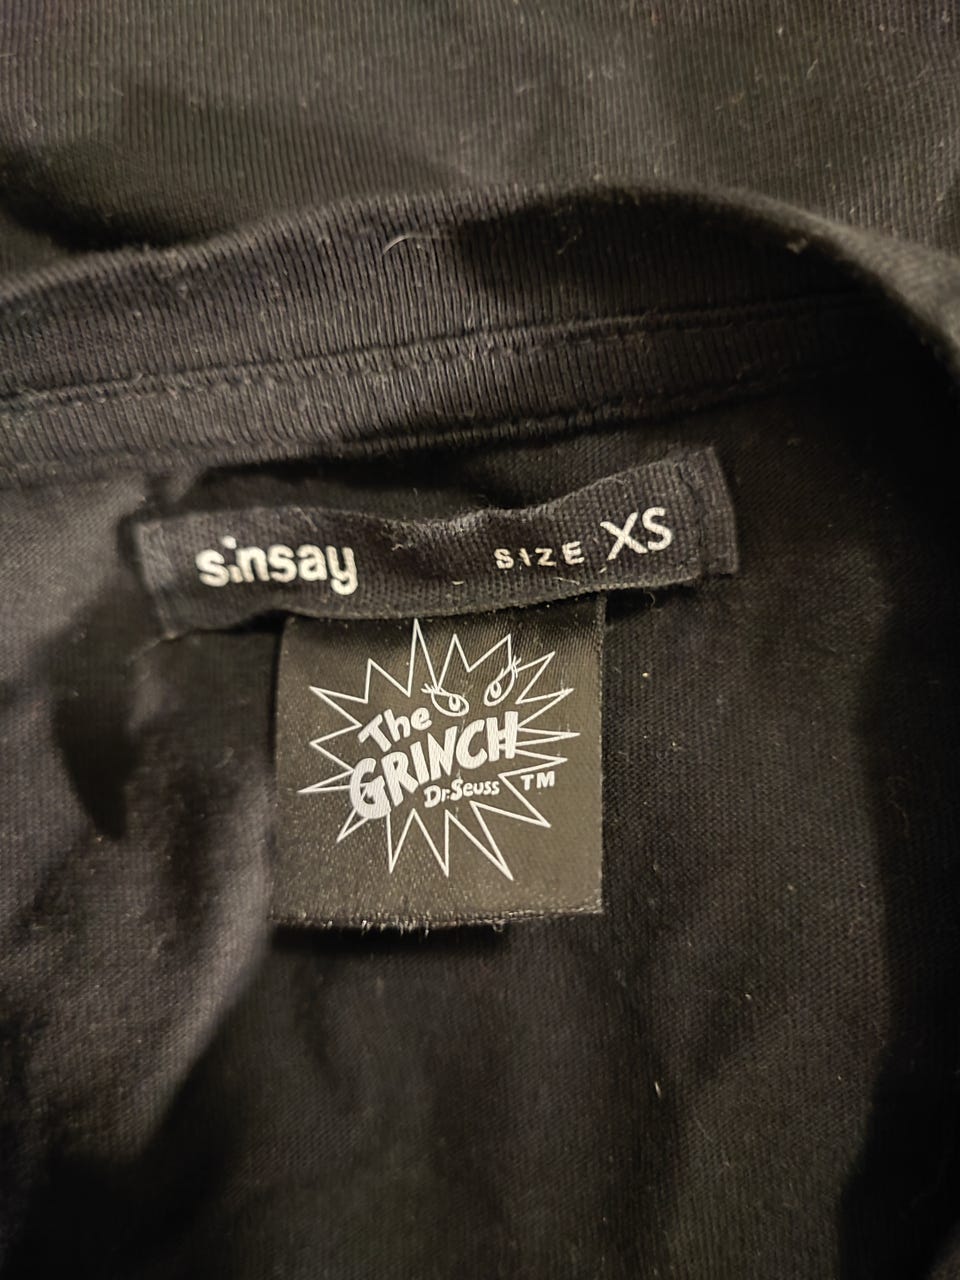 sinsay SIZE XS
The
GRINCH
Dr. Seuss TM